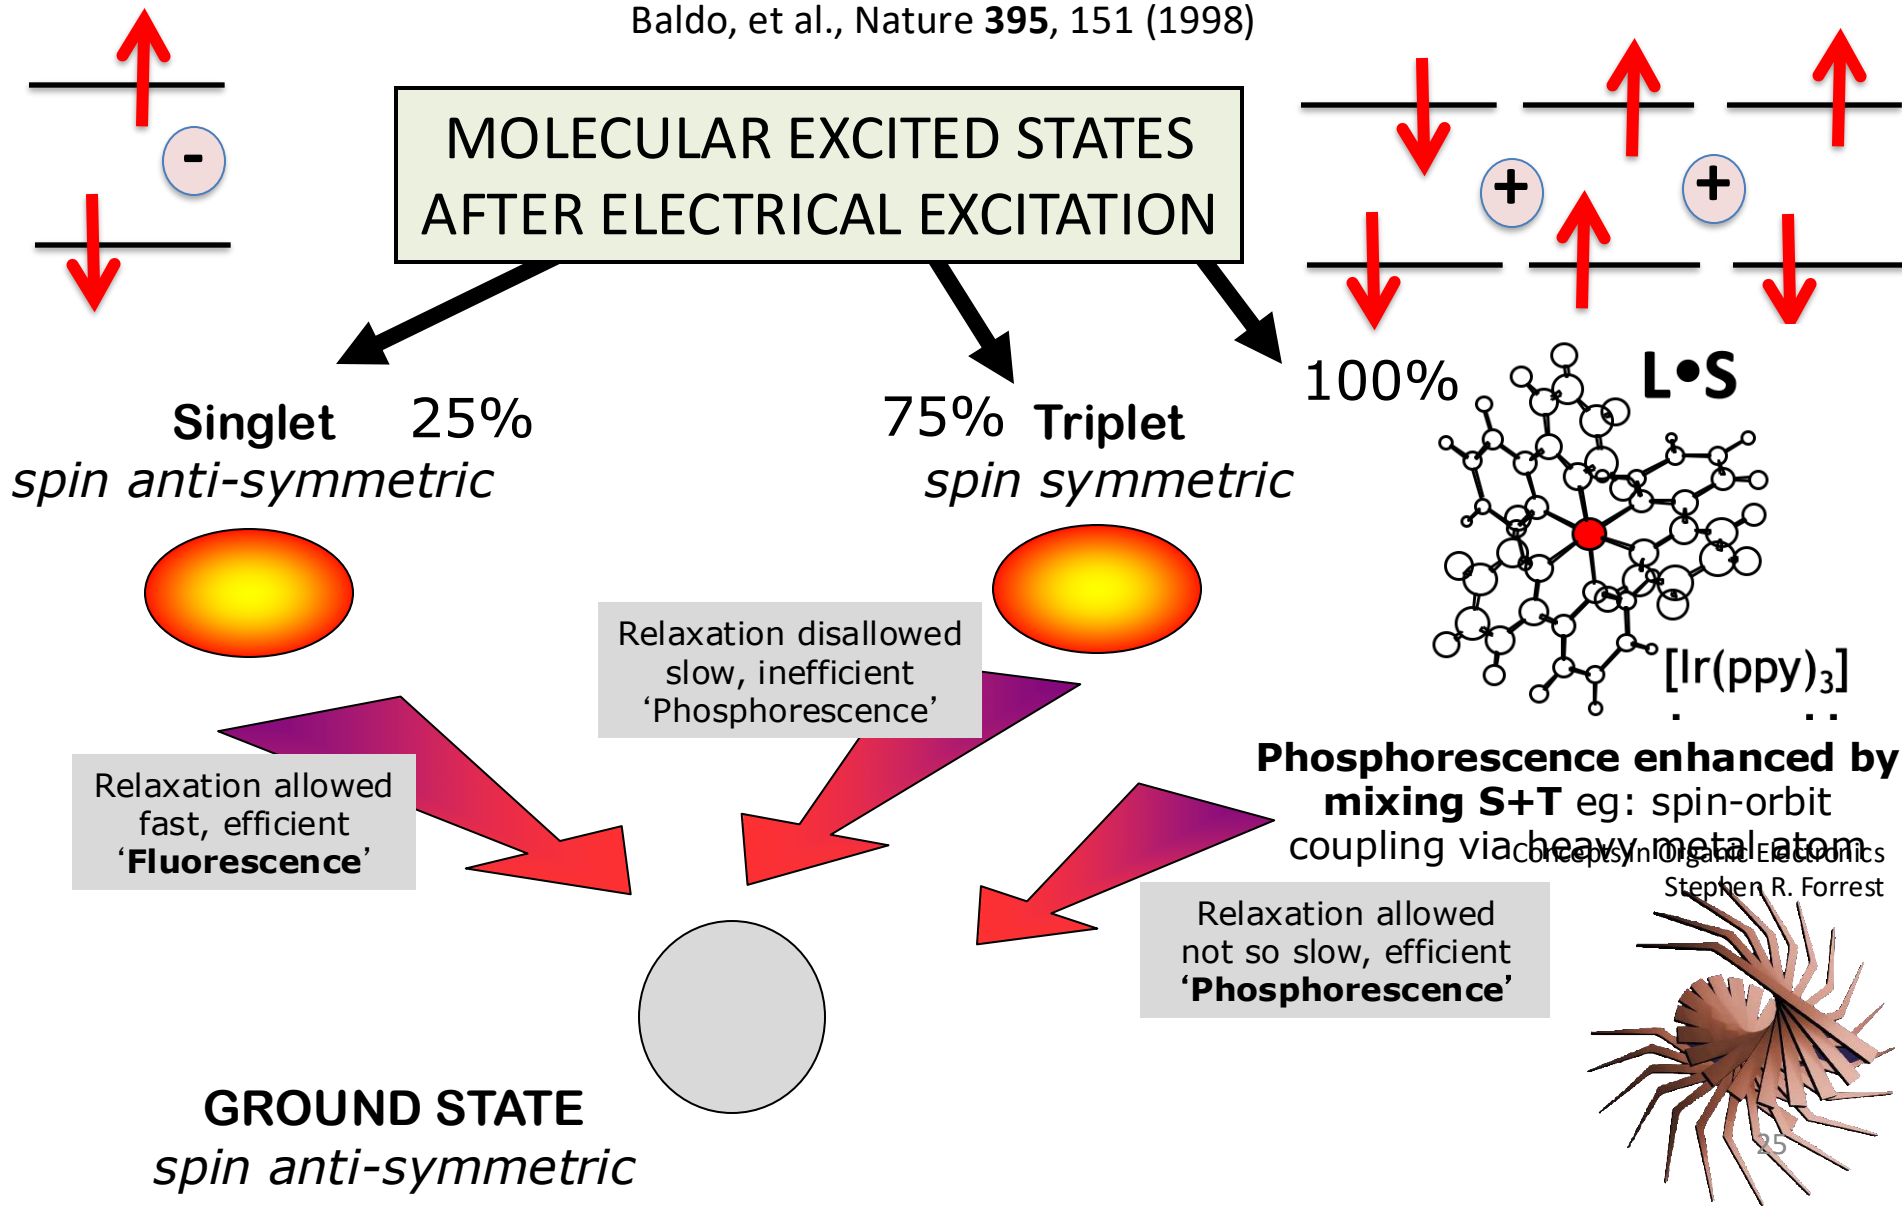 Baldo, et al., Nature 395, 151 (1998)
MOLECULAR EXCITED STATES
AFTER ELECTRICAL EXCITATION
-
+
+
Singlet 25%
spin anti-symmetric
75% Triplet
spin symmetric
100%
L•S
[Ir(ppy)3]
Relaxation disallowed
slow, inefficient
‘Phosphorescence’
Relaxation allowed
fast, efficient
‘Fluorescence’
Phosphorescence enhanced by
mixing S+T eg: spin-orbit
coupling via heavy metal atom
Concepts in Organic Electronics
Stephen R. Forrest
Relaxation allowed
not so slow, efficient
‘Phosphorescence’
GROUND STATE
spin anti-symmetric
25